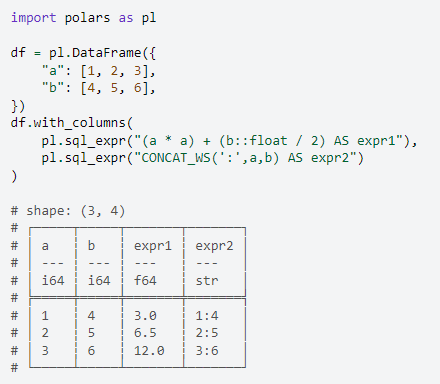 import polars as pl
df = pl.DataFrame({
    "a": [1, 2, 3],
    "b": [4, 5, 6],
})
df.with_columns(
    pl.sql_expr("(a * a) + (b::float / 2) AS expr1"),
    pl.sql_expr("CONCAT_WS(':',a,b) AS expr2")
)
# shape: (3, 4)
# ┌─────┬─────┬───────┬───────┐
# │ a   ┆ b   ┆ expr1 ┆ expr2 │
# │ --- ┆ --- ┆ ---   ┆ ---   │
# │ i64 ┆ i64 ┆ f64   ┆ str   │
# ╞═════╪═════╪═══════╪═══════╡
# │ 1   ┆ 4   ┆ 3.0   ┆ 1:4   │
# │ 2   ┆ 5   ┆ 6.5   ┆ 2:5   │
# │ 3   ┆ 6   ┆ 12.0  ┆ 3:6   │
# └─────┴─────┴───────┴───────┘